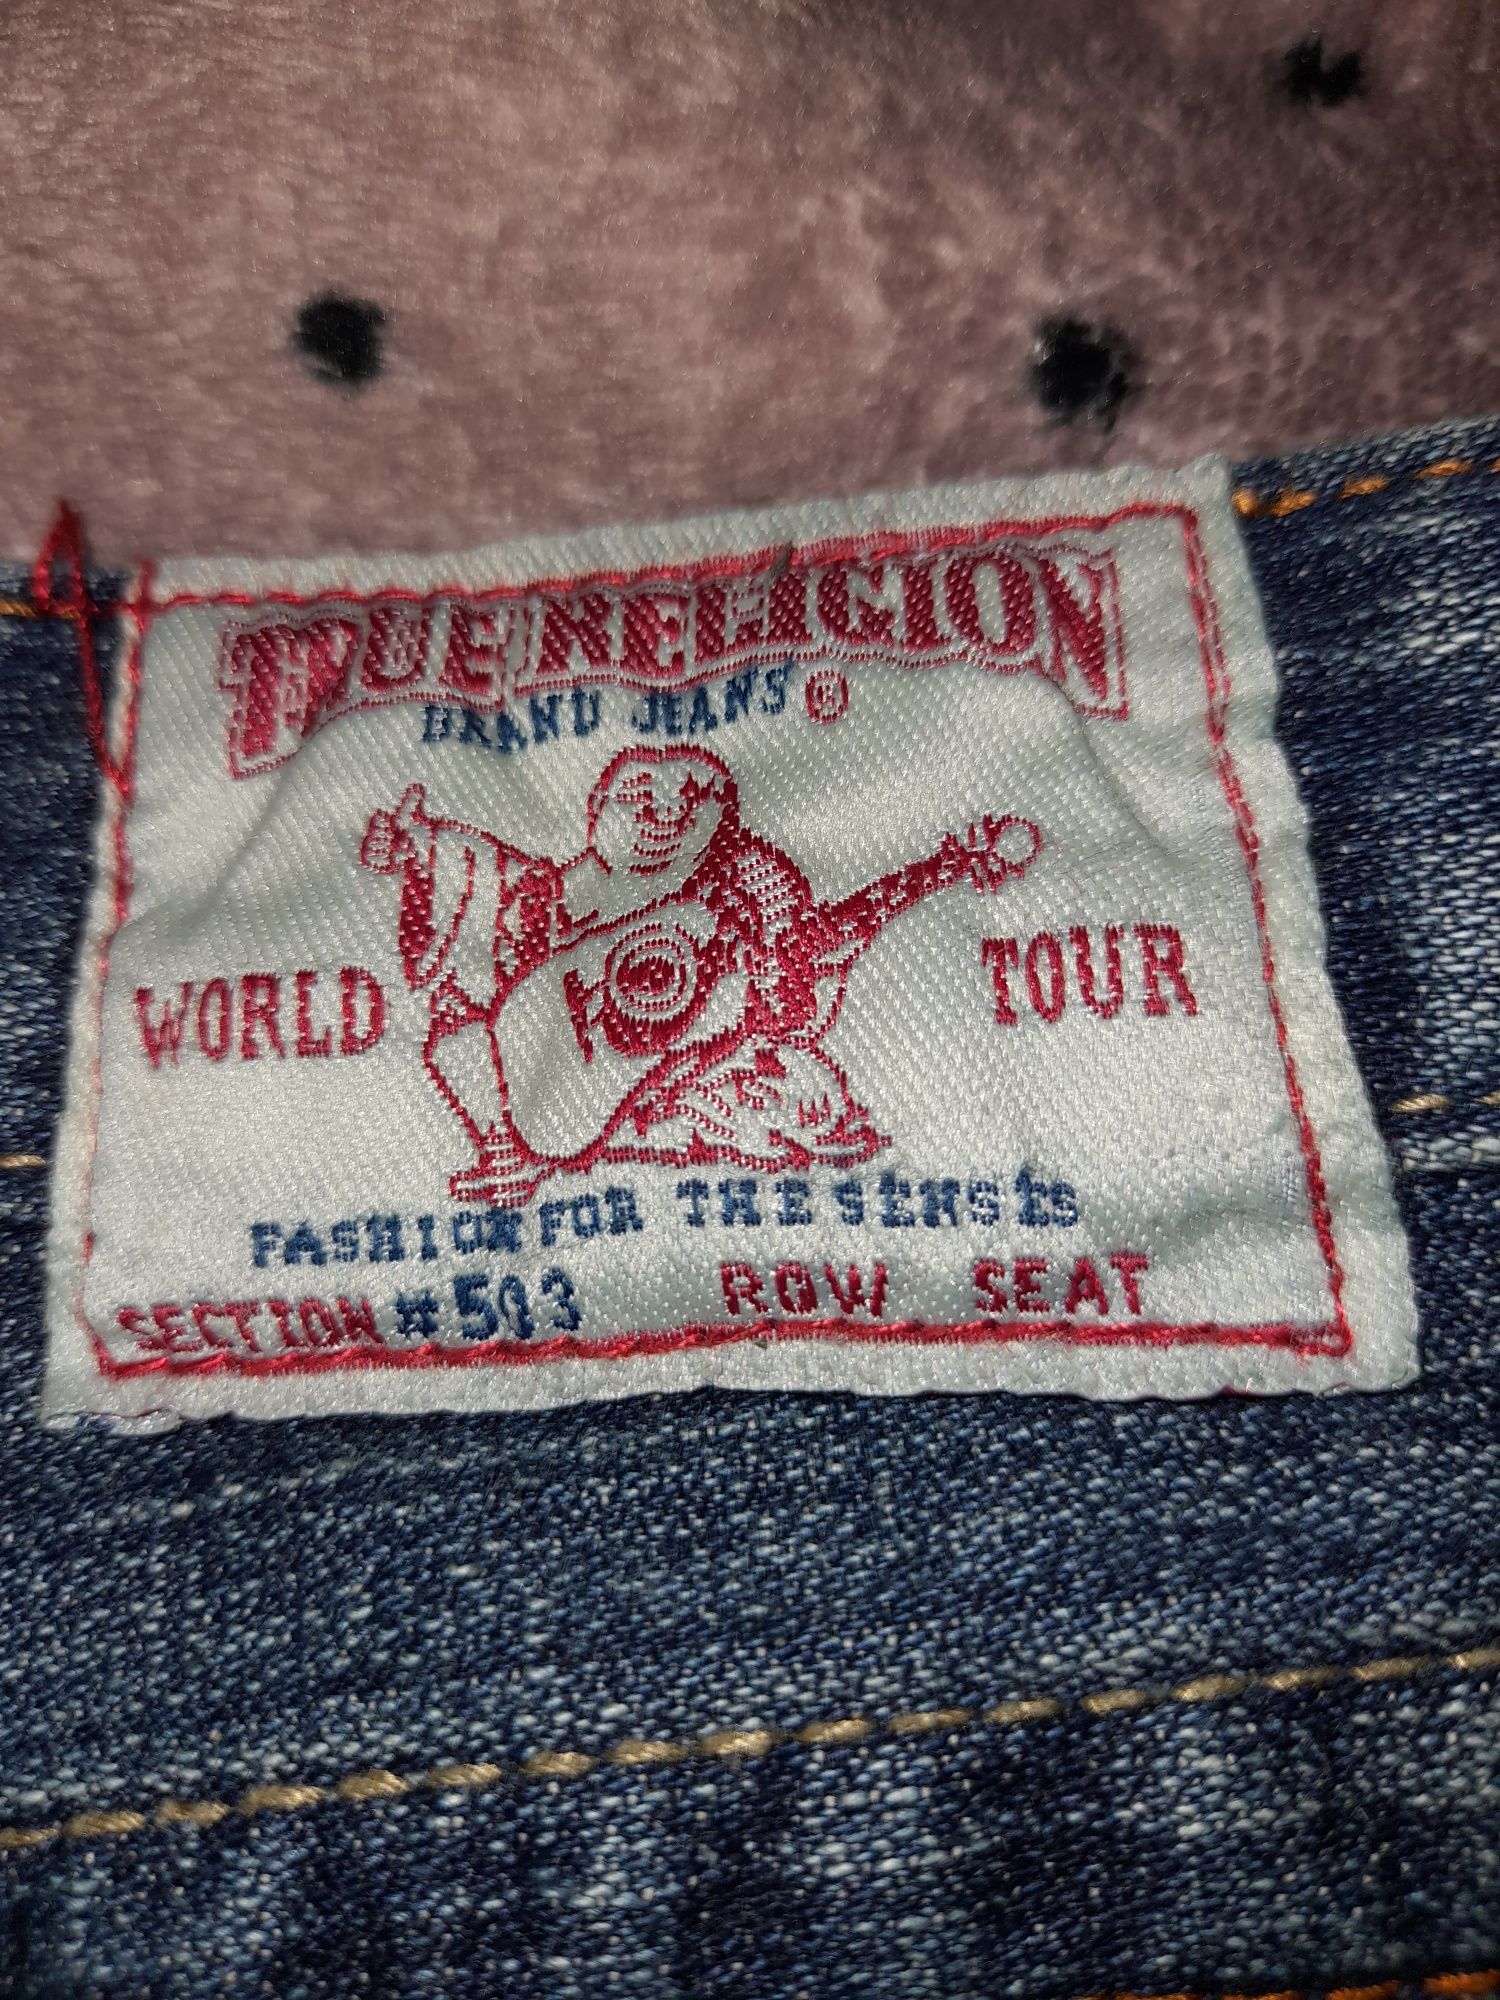 TRUE RELIGION
BRAND JEANS ®
WORLD TOUR
FASHION FOR THE SENSES
SECTION #503 ROW SEAT